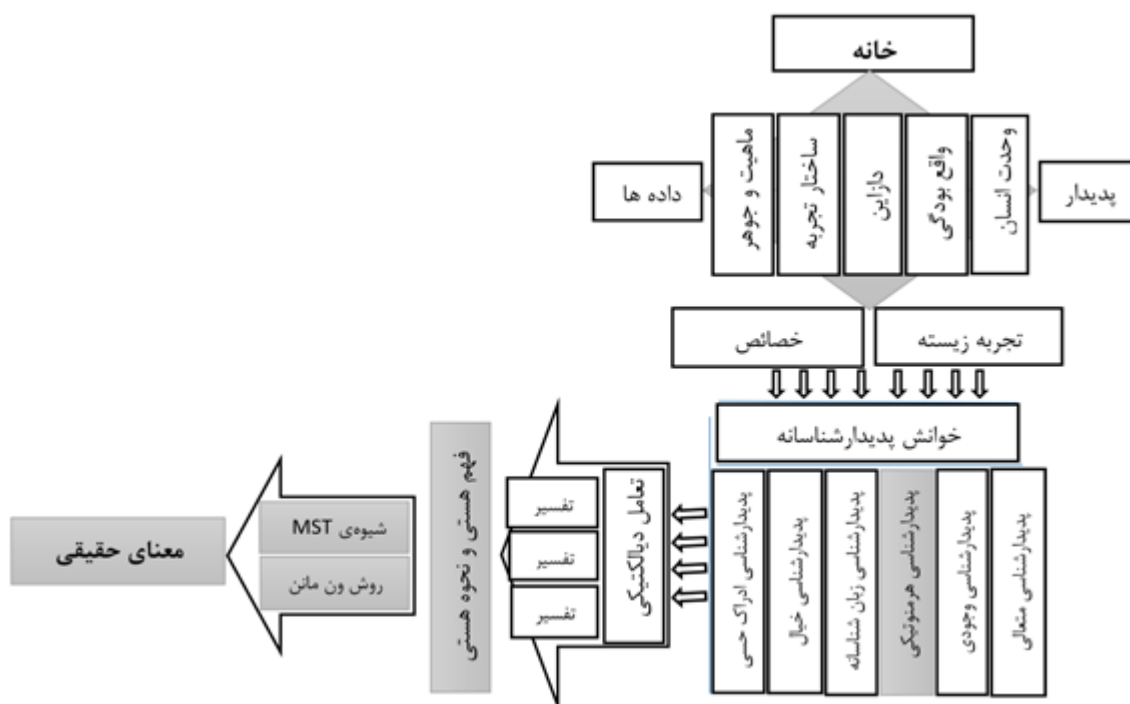 خانه
پدیدار
وحدت انسان
واقع بودگی
دازاین
ساختار تجربه
ماهیت و جوهر
داده ها
تجربه زیسته
خصائص
خوانش پدیدارشناسانه
پدیدارشناسی متعالی
پدیدارشناسی وجودی
پدیدارشناسی هرمنوتیکی
پدیدارشناسی زبان شناسانه
پدیدارشناسی خیال
پدیدارشناسی ادراک حسی
تعامل دیالکتیکی
تفسیر
تفسیر
تفسیر
فهم هستی و نحوه هستی
شیوه‌ی MST
روش ون مانن
معنای حقیقی